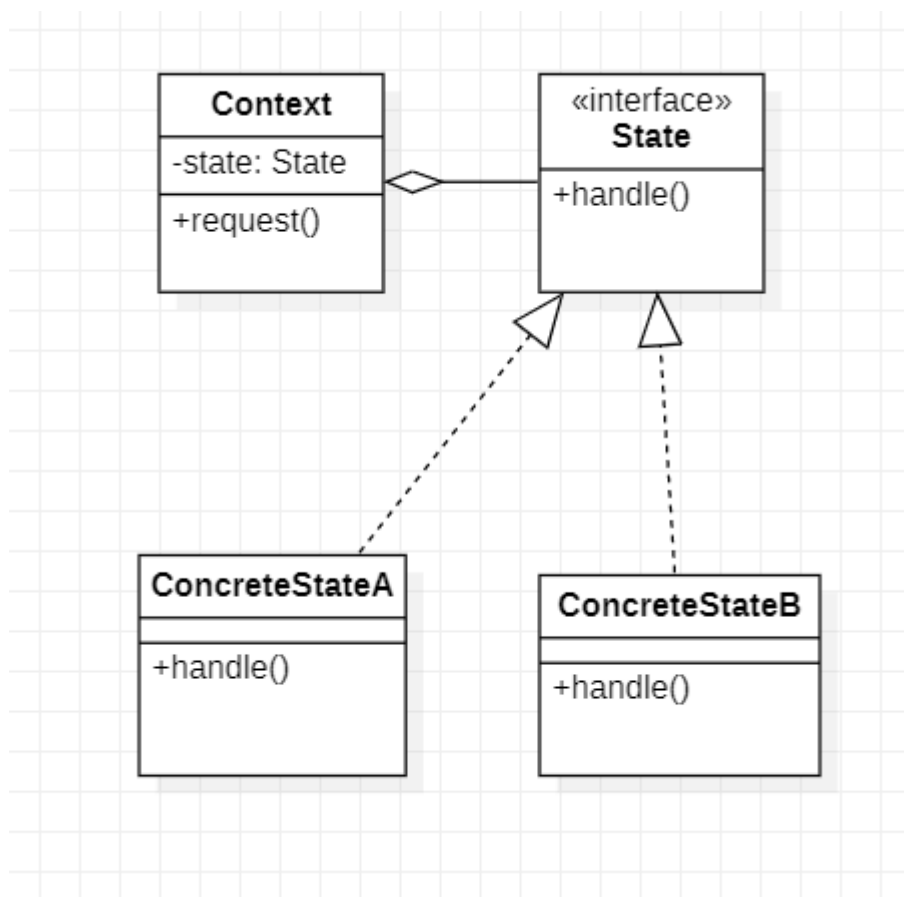 Context
-state: State
+request()
«interface»
State
+handle()
ConcreteStateA
+handle()
ConcreteStateB
+handle()